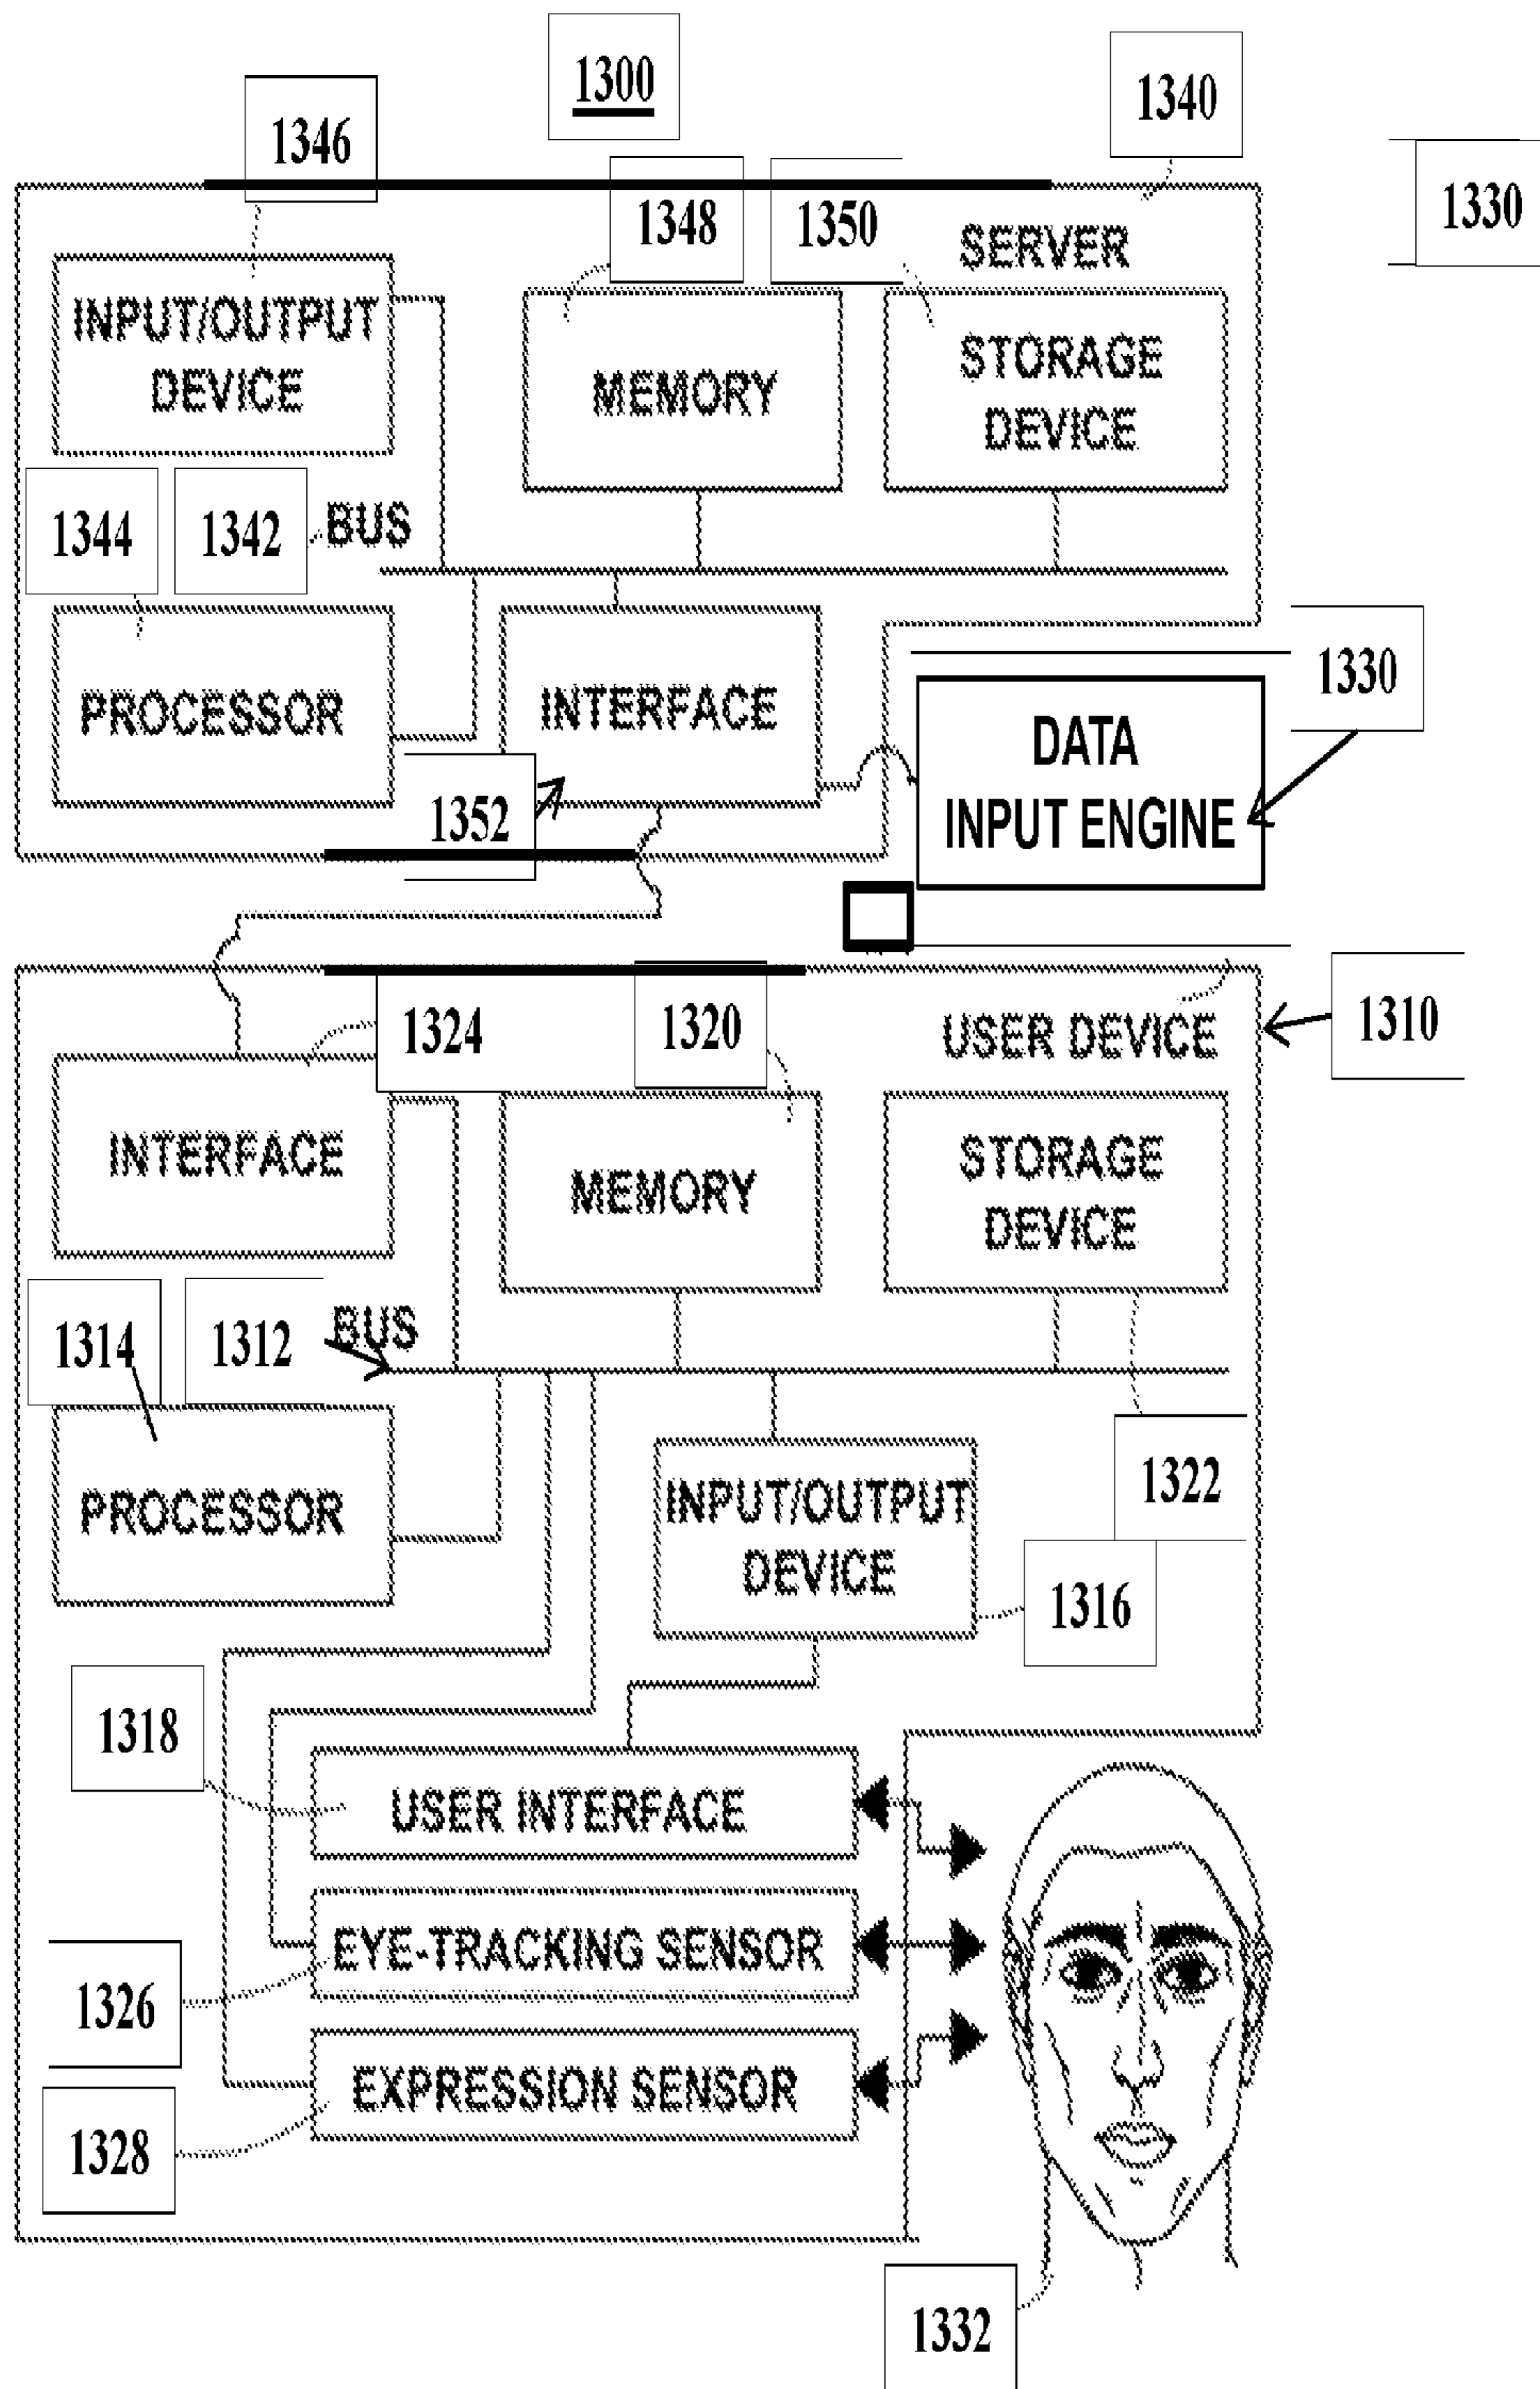 1300
1340
1346
1330
1348
1350
SERVER
INPUT/OUTPUT
DEVICE
MEMORY
STORAGE
DEVICE
1344
1342
BUS
1330
PROCESSOR
INTERFACE
DATA
INPUT ENGINE
1352
1324
1320
USER DEVICE
1310
INTERFACE
MEMORY
STORAGE
DEVICE
1314
1312
BUS
1322
PROCESSOR
INPUT/OUTPUT
DEVICE
1316
1318
USER INTERFACE
EYE-TRACKING SENSOR
1326
EXPRESSION SENSOR
1328
1332